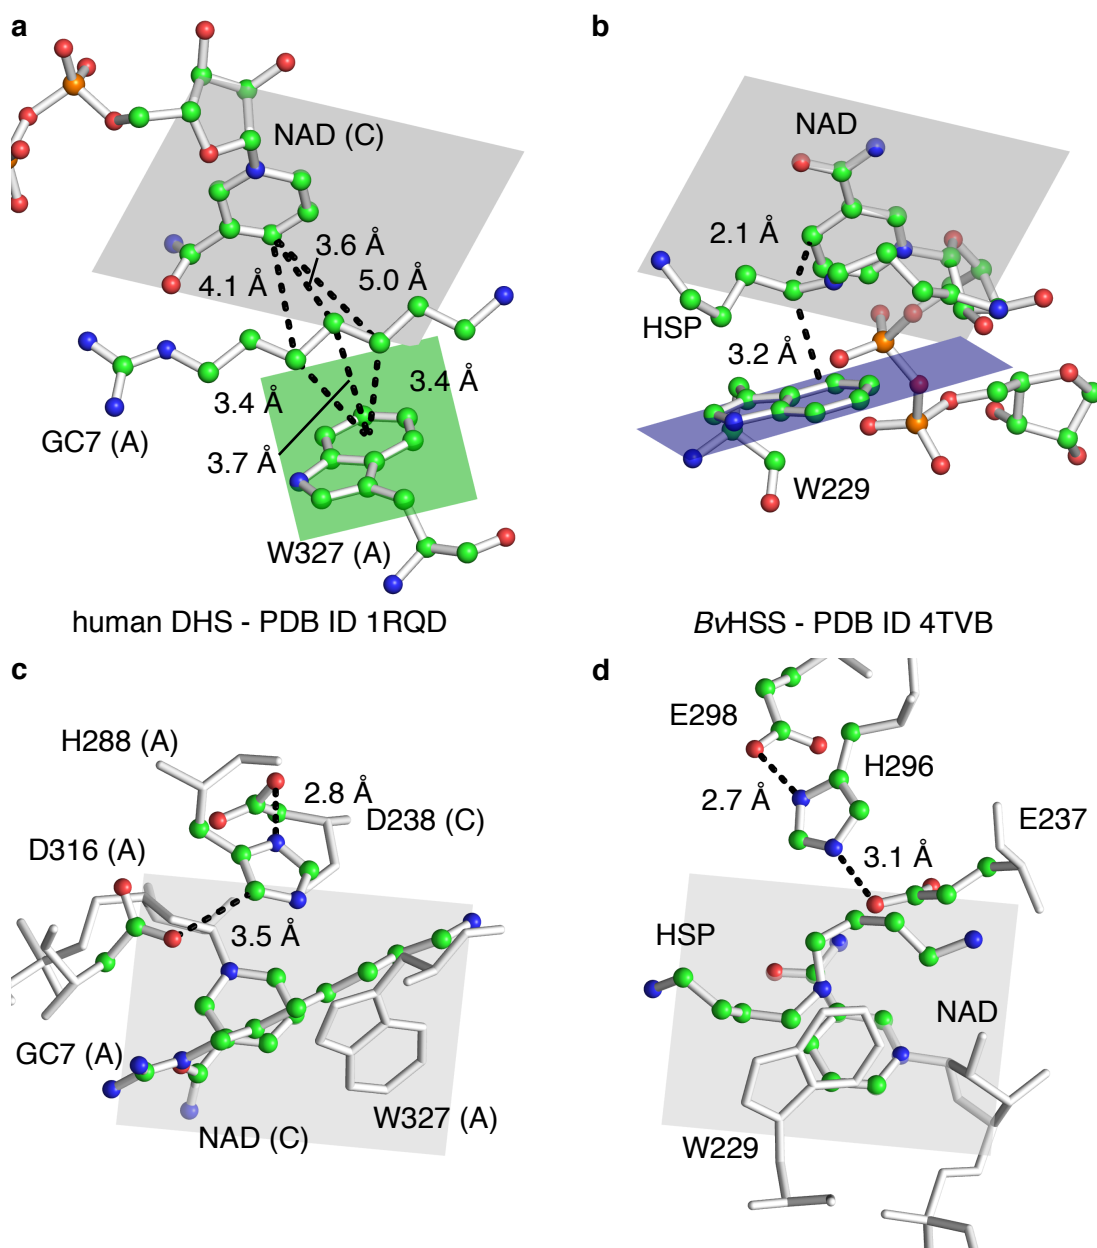 a
NAD (C)
3.6 Å
4.1 Å
5.0 Å
3.4 Å
3.4 Å
GC7 (A)
3.7 Å
W327 (A)
human DHS - PDB ID 1RQD
b
NAD
2.1 Å
HSP
3.2 Å
W229
BvHSS - PDB ID 4TVB
c
H288 (A)
2.8 Å
D238 (C)
D316 (A)
3.5 Å
GC7 (A)
NAD (C)
W327 (A)
d
E298
H296
2.7 Å
E237
3.1 Å
HSP
NAD
W229